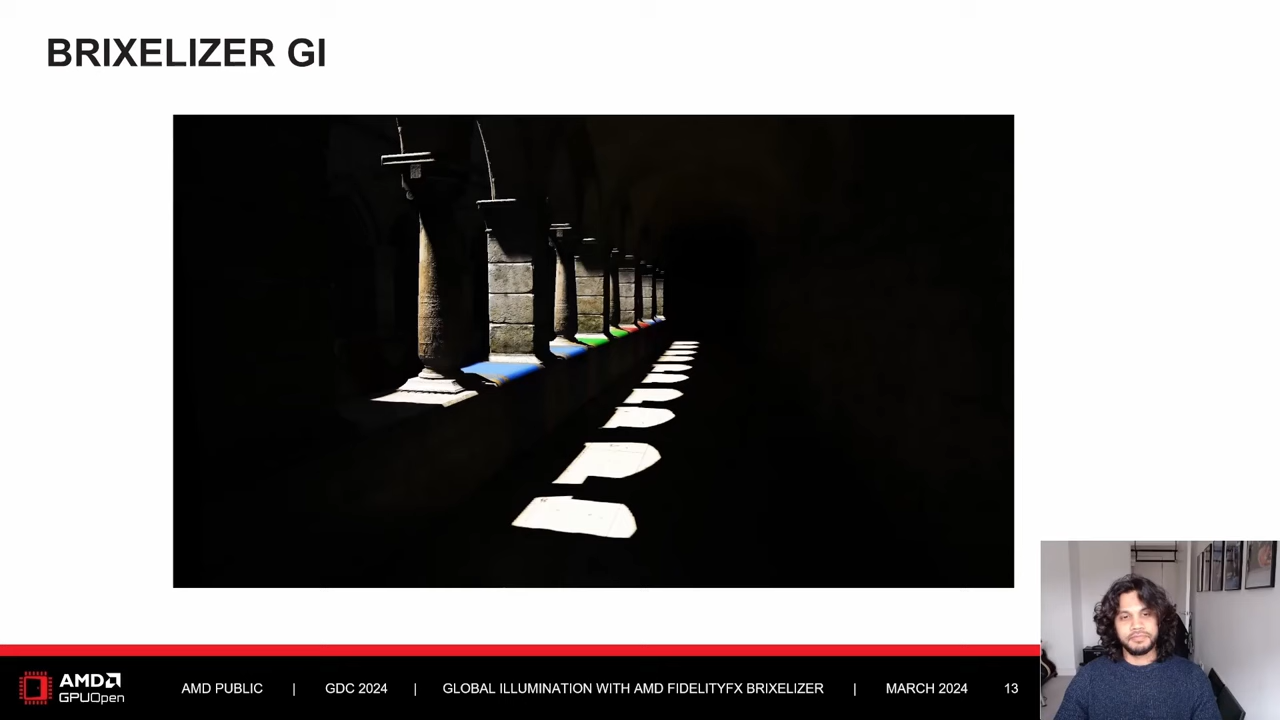 BRIXELIZER GI
AMD
GPUOpen
AMD PUBLIC | GDC 2024 | GLOBAL ILLUMINATION WITH AMD FIDELITYFX BRIXELIZER | MARCH 2024 13